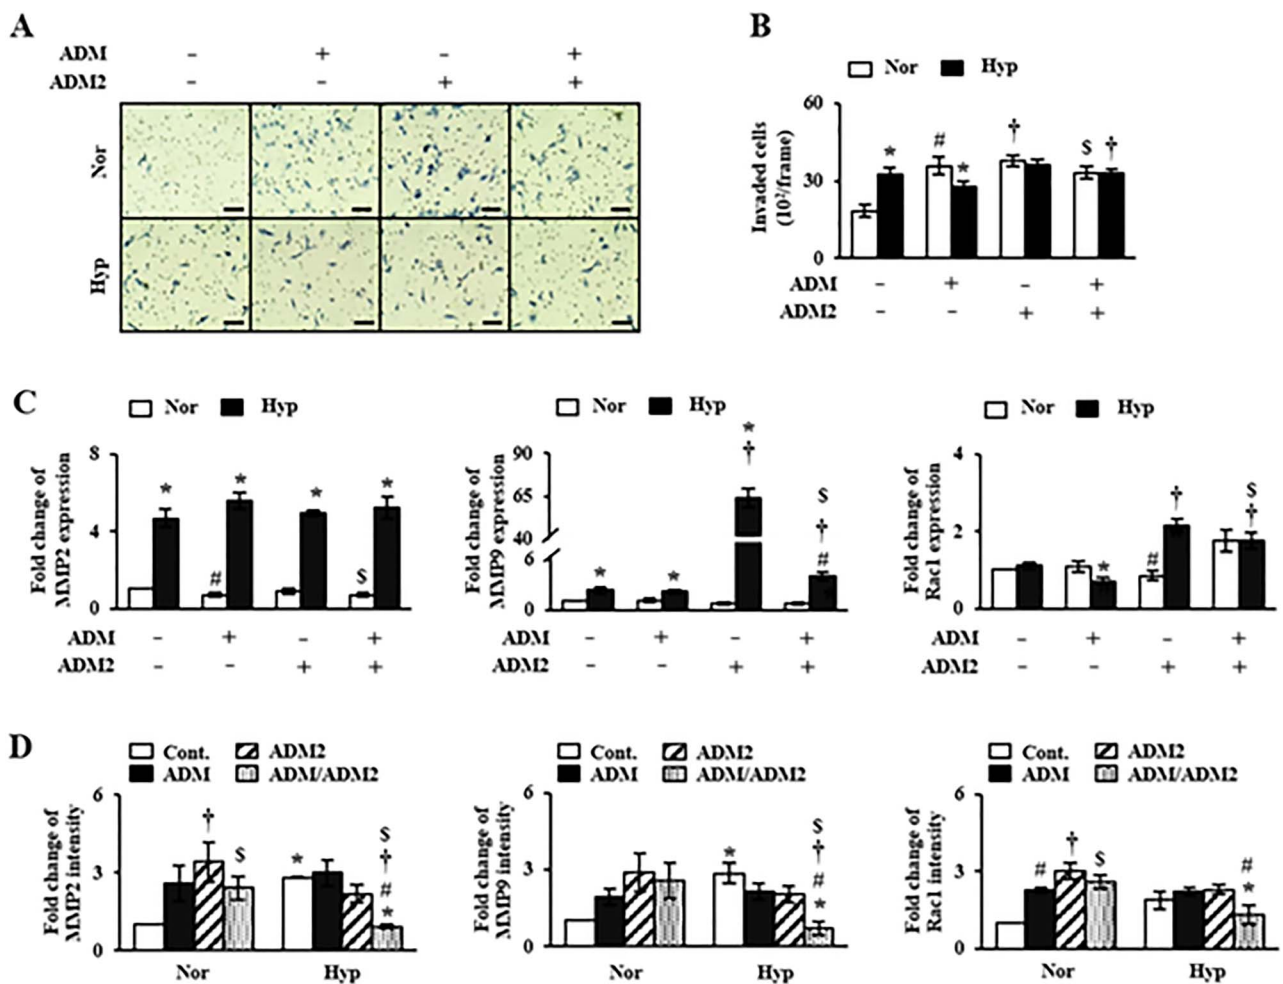 A
ADM - + - +
ADM2 - - + +
Nor
Hyp
B
Nor Hyp
Invaded cells
(10²/frame)
60
30
0
* # * † $ †
ADM - + - +
ADM2 - - + +
C
Nor Hyp
Fold change of
MMP2 expression
8
4
0
* # * * $ *
ADM - + - +
ADM2 - - + +
Nor Hyp
Fold change of
MMP9 expression
90
65
40
6
0
* * * † $ † #
ADM - + - +
ADM2 - - + +
Nor Hyp
Fold change of
Rac1 expression
4
2
0
* # † $ †
ADM - + - +
ADM2 - - + +
D
Cont. ADM2
ADM ADM/ADM2
Fold change of
MMP2 intensity
6
3
0
† $ * $ † # *
Nor Hyp
Cont. ADM2
ADM ADM/ADM2
Fold change of
MMP9 intensity
6
3
0
* $ † # *
Nor Hyp
Cont. ADM2
ADM ADM/ADM2
Fold change of
Rac1 intensity
6
3
0
# † $ # *
Nor Hyp